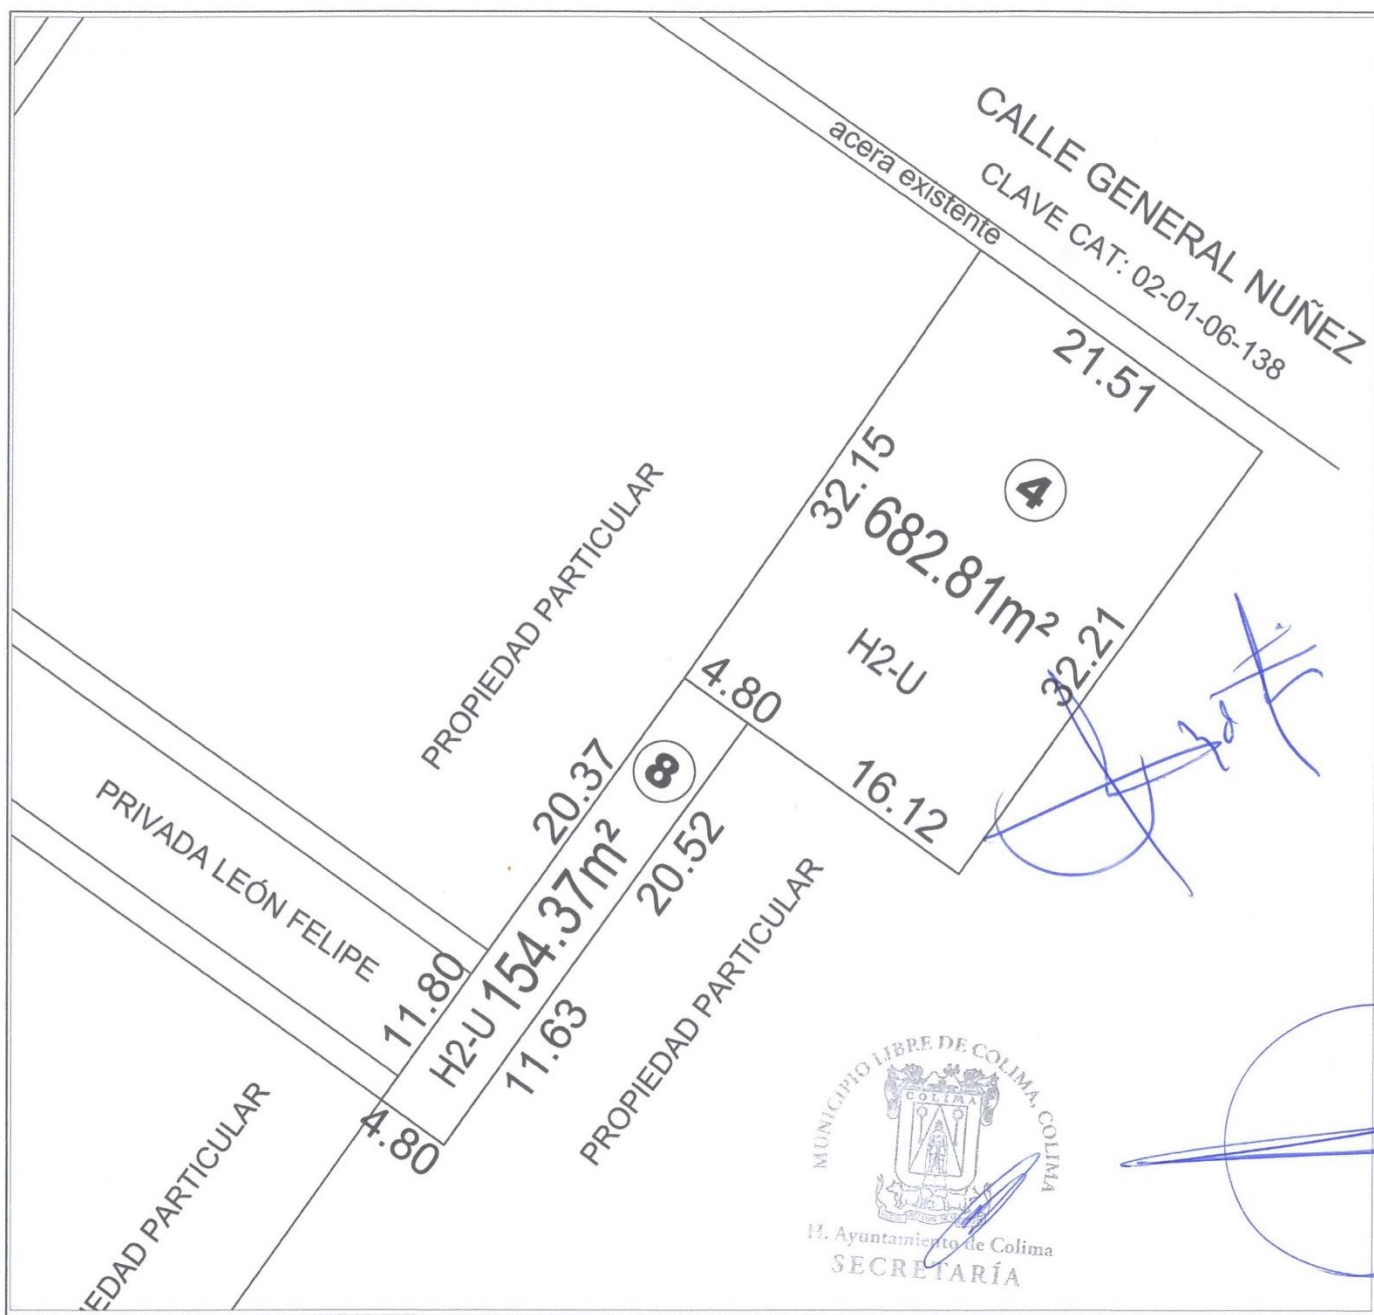 CALLE GENERAL NUÑEZ
CLAVE CAT: 02-01-06-138
acera existente
21.51
32.15
4
682.81m²
H2-U
32.21
PROPIEDAD PARTICULAR
4.80
16.12
20.37
8
154.37m²
H2-U
20.52
PRIVADA LEÓN FELIPE
11.80
11.63
PROPIEDAD PARTICULAR
4.80
IEDAD PARTICULAR
MUNICIPIO LIBRE DE COLIMA, COLIMA
COLIMA
H. Ayuntamiento de Colima
SECRETARÍA